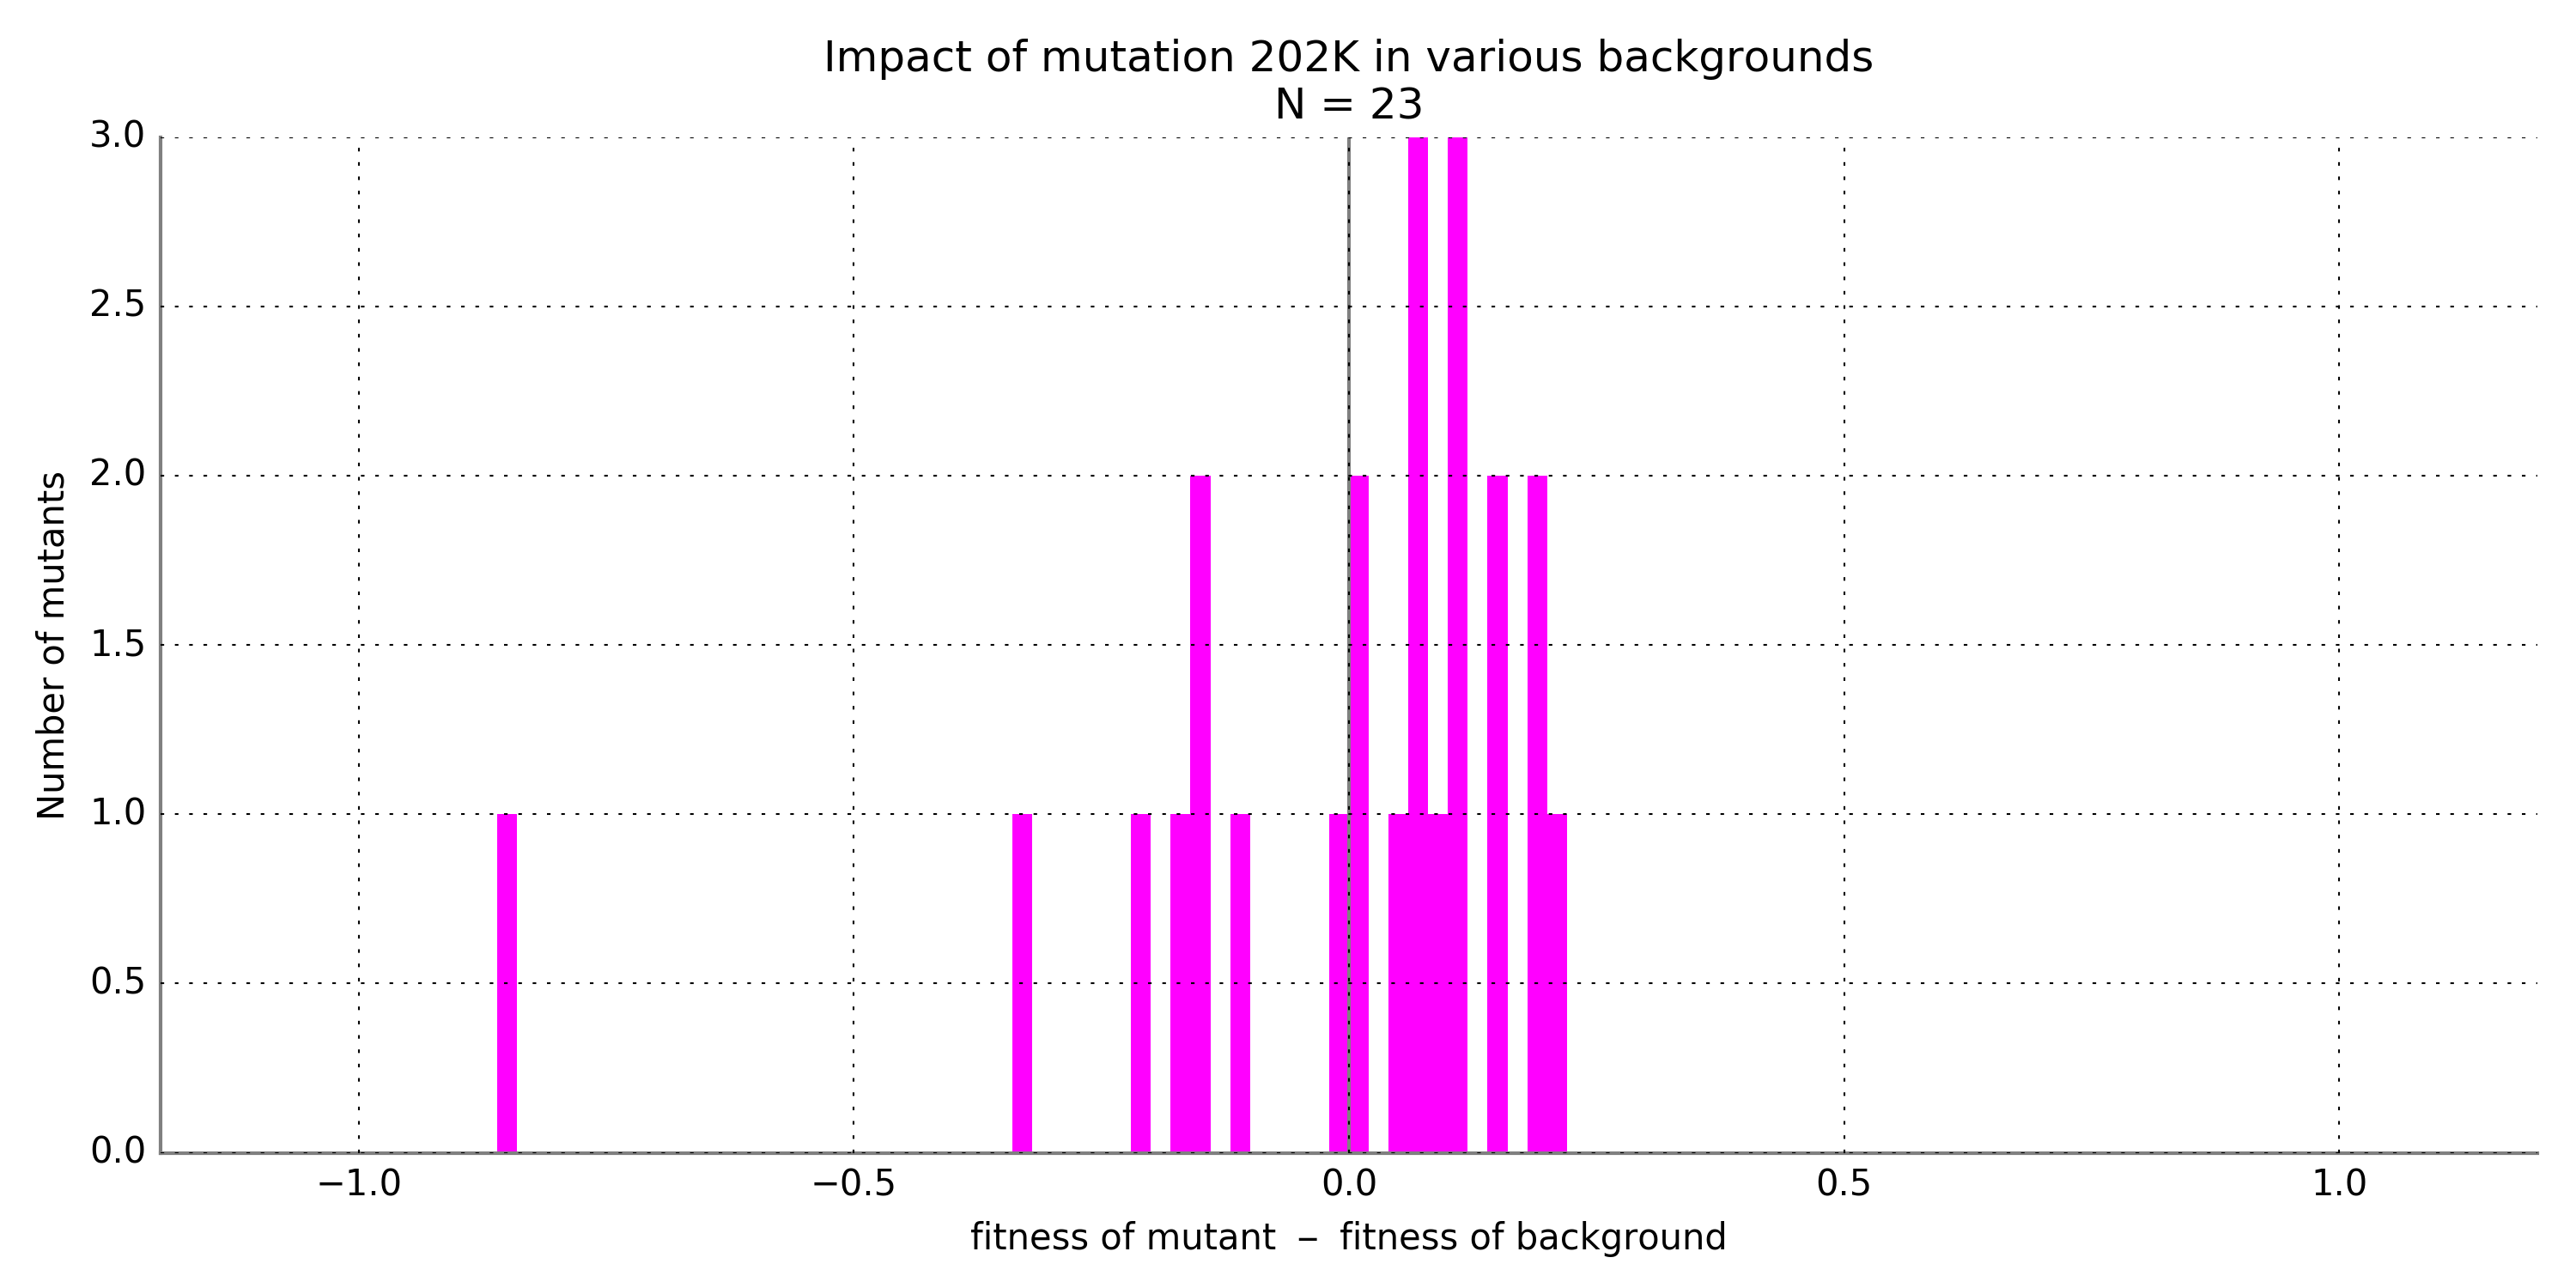 Impact of mutation 202K in various backgrounds
N = 23
3.0
2.5
2.0
1.5
1.0
0.5
0.0
Number of mutants
−1.0 −0.5 0.0 0.5 1.0
fitness of mutant − fitness of background